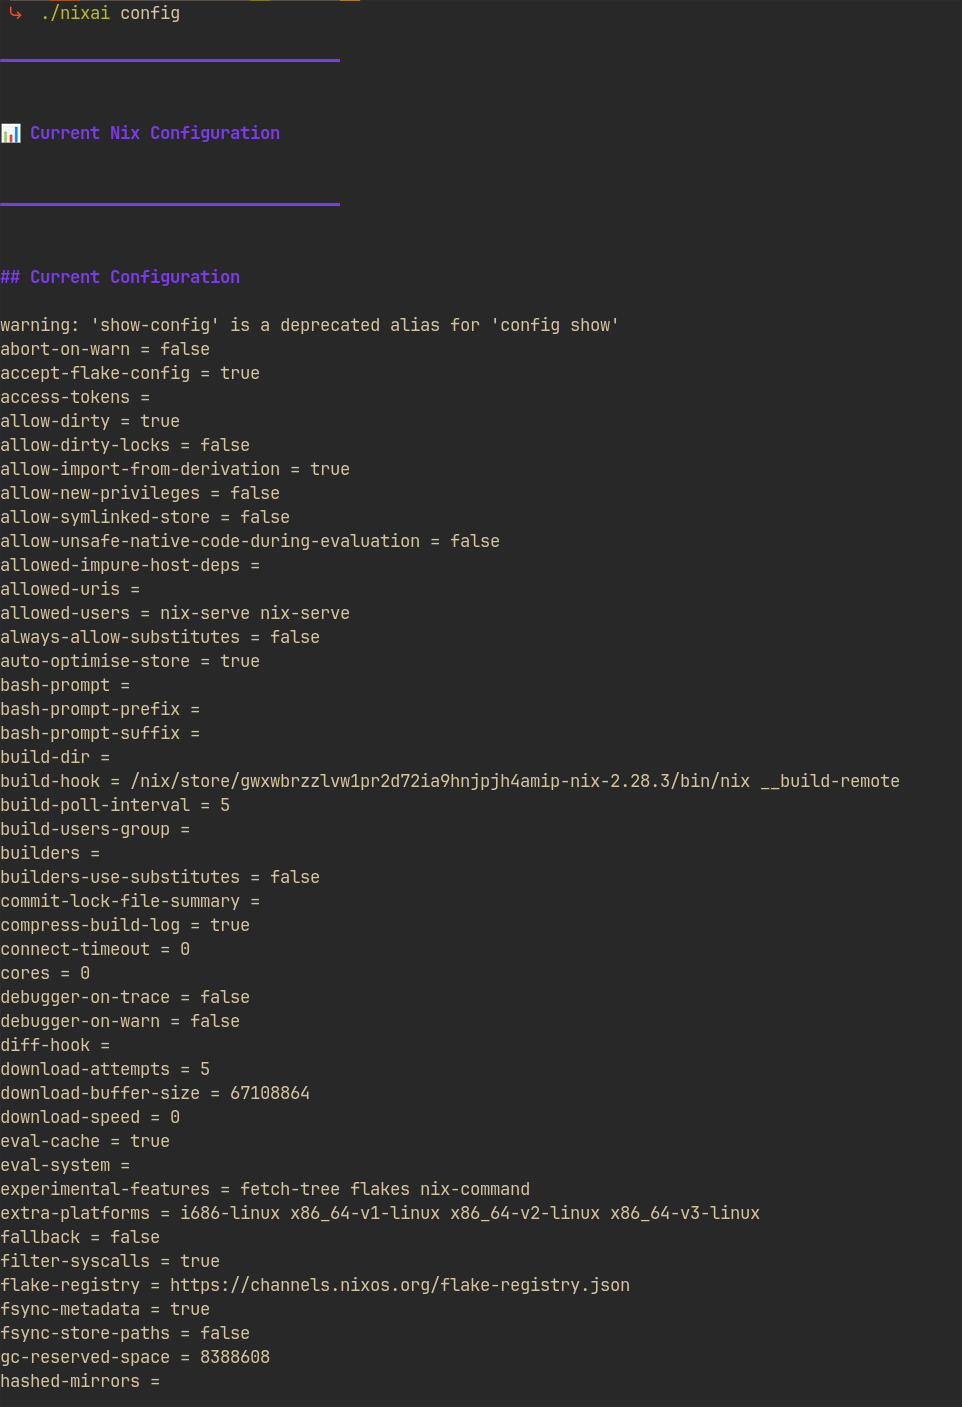 ./nixai config
📊 Current Nix Configuration
## Current Configuration
warning: 'show-config' is a deprecated alias for 'config show'
abort-on-warn = false
accept-flake-config = true
access-tokens =
allow-dirty = true
allow-dirty-locks = false
allow-import-from-derivation = true
allow-new-privileges = false
allow-symlinked-store = false
allow-unsafe-native-code-during-evaluation = false
allowed-impure-host-deps =
allowed-uris =
allowed-users = nix-serve nix-serve
always-allow-substitutes = false
auto-optimise-store = true
bash-prompt =
bash-prompt-prefix =
bash-prompt-suffix =
build-dir =
build-hook = /nix/store/gwxwbrzzlvw1pr2d72ia9hnjpjh4amip-nix-2.28.3/bin/nix __build-remote
build-poll-interval = 5
build-users-group =
builders =
builders-use-substitutes = false
commit-lock-file-summary =
compress-build-log = true
connect-timeout = 0
cores = 0
debugger-on-trace = false
debugger-on-warn = false
diff-hook =
download-attempts = 5
download-buffer-size = 67108864
download-speed = 0
eval-cache = true
eval-system =
experimental-features = fetch-tree flakes nix-command
extra-platforms = i686-linux x86_64-v1-linux x86_64-v2-linux x86_64-v3-linux
fallback = false
filter-syscalls = true
flake-registry = https://channels.nixos.org/flake-registry.json
fsync-metadata = true
fsync-store-paths = false
gc-reserved-space = 8388608
hashed-mirrors =